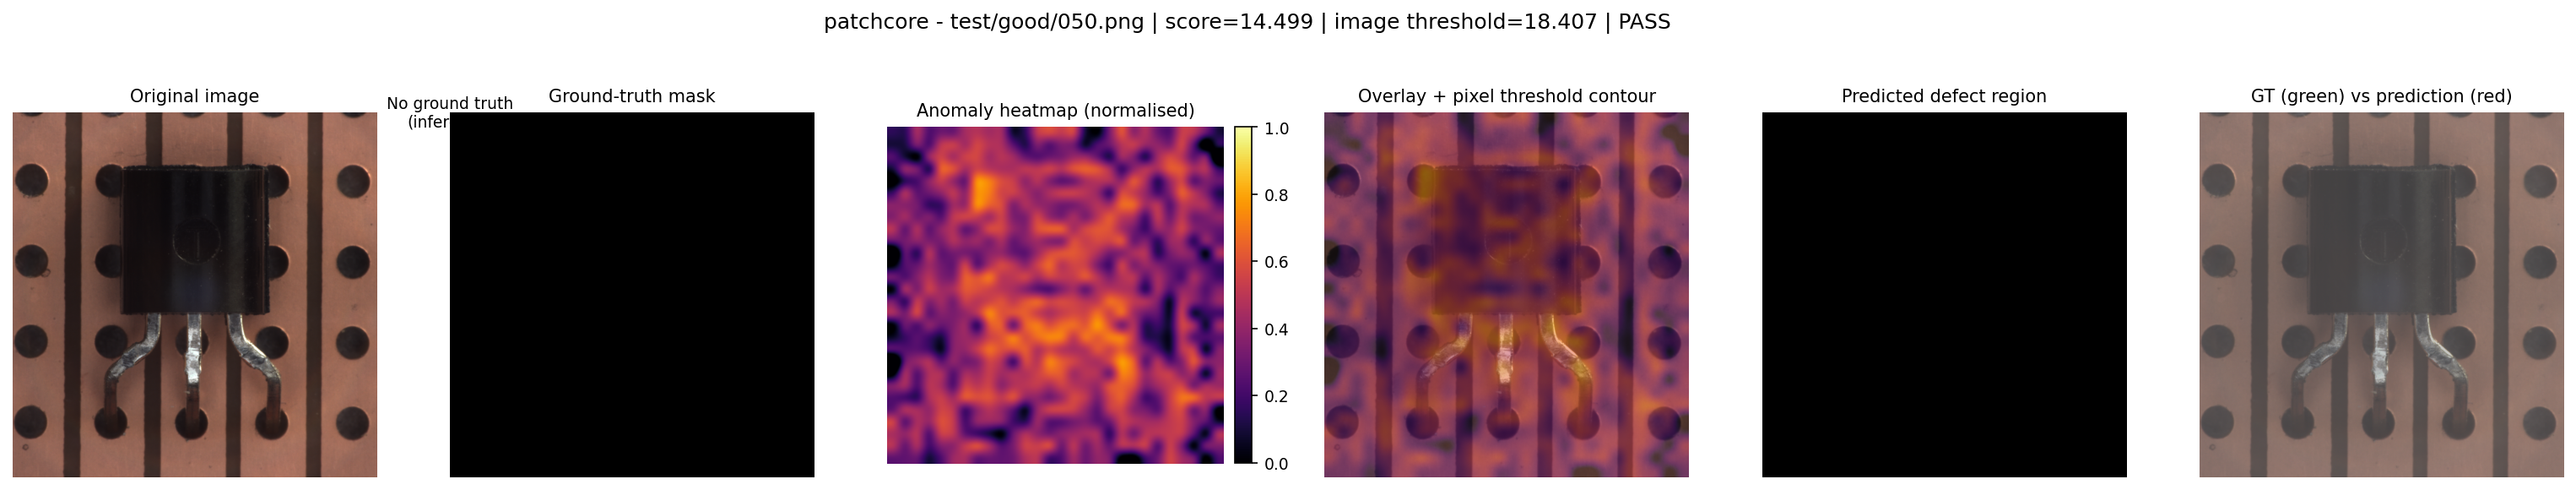 patchcore - test/good/050.png | score=14.499 | image threshold=18.407 | PASS
Original image
No ground truth
(infer
Ground-truth mask
Anomaly heatmap (normalised)
1.0
0.8
0.6
0.4
0.2
0.0
Overlay + pixel threshold contour
Predicted defect region
GT (green) vs prediction (red)